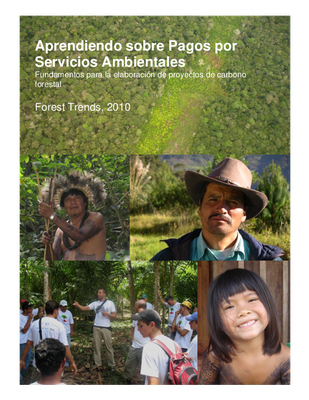 Aprendiendo sobre Pagos por
Servicios Ambientales
Fundamentos para la elaboración de proyectos de carbono
forestal
Forest Trends, 2010